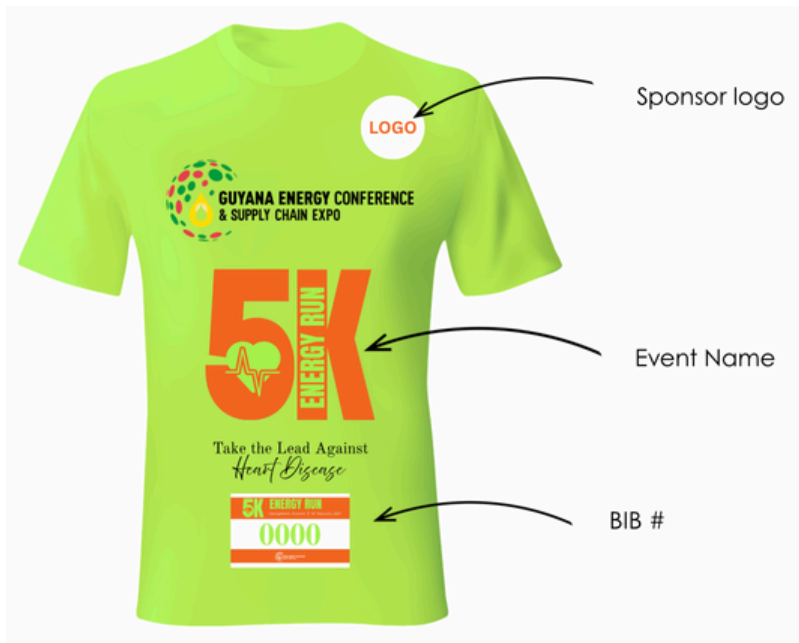 Sponsor logo
LOGO
GUYANA ENERGY CONFERENCE
& SUPPLY CHAIN EXPO
5K
ENERGY RUN
Event Name
Take the Lead Against
Heart Disease
5K ENERGY RUN
0000
BIB #